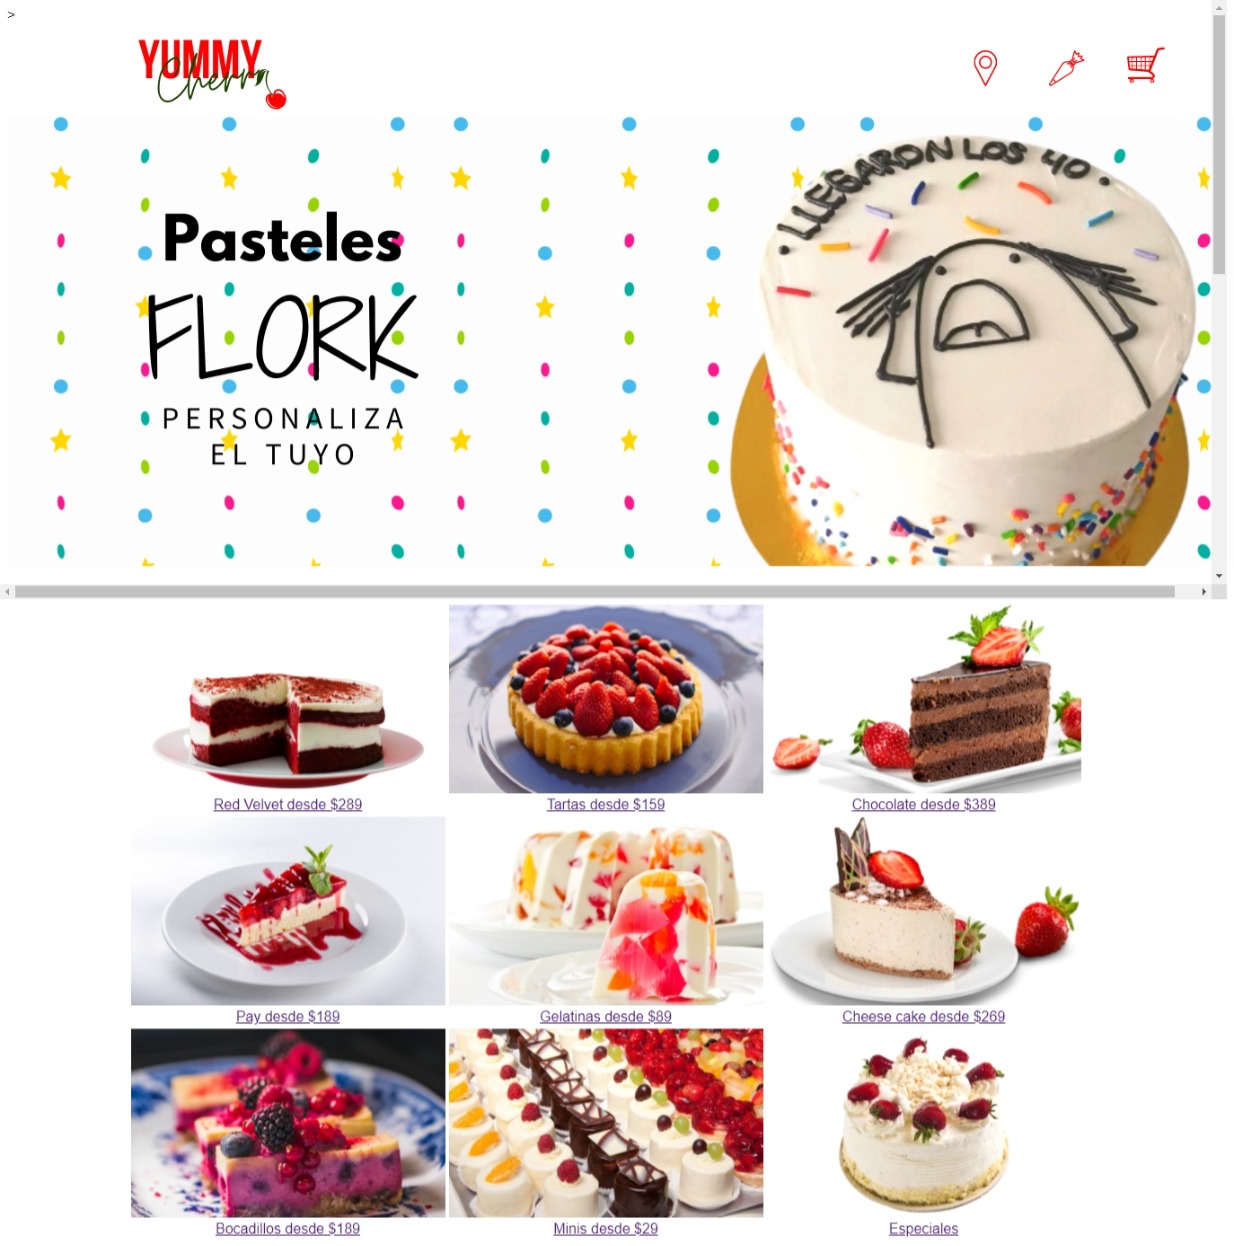 >
YUMMY
Cherry
LLEGARON LOS 40
Pasteles
FLORK
PERSONALIZA
EL TUYO
Red Velvet desde $289
Tartas desde $159
Chocolate desde $389
Pay desde $189
Gelatinas desde $89
Cheese cake desde $269
Bocadillos desde $189
Minis desde $29
Especiales